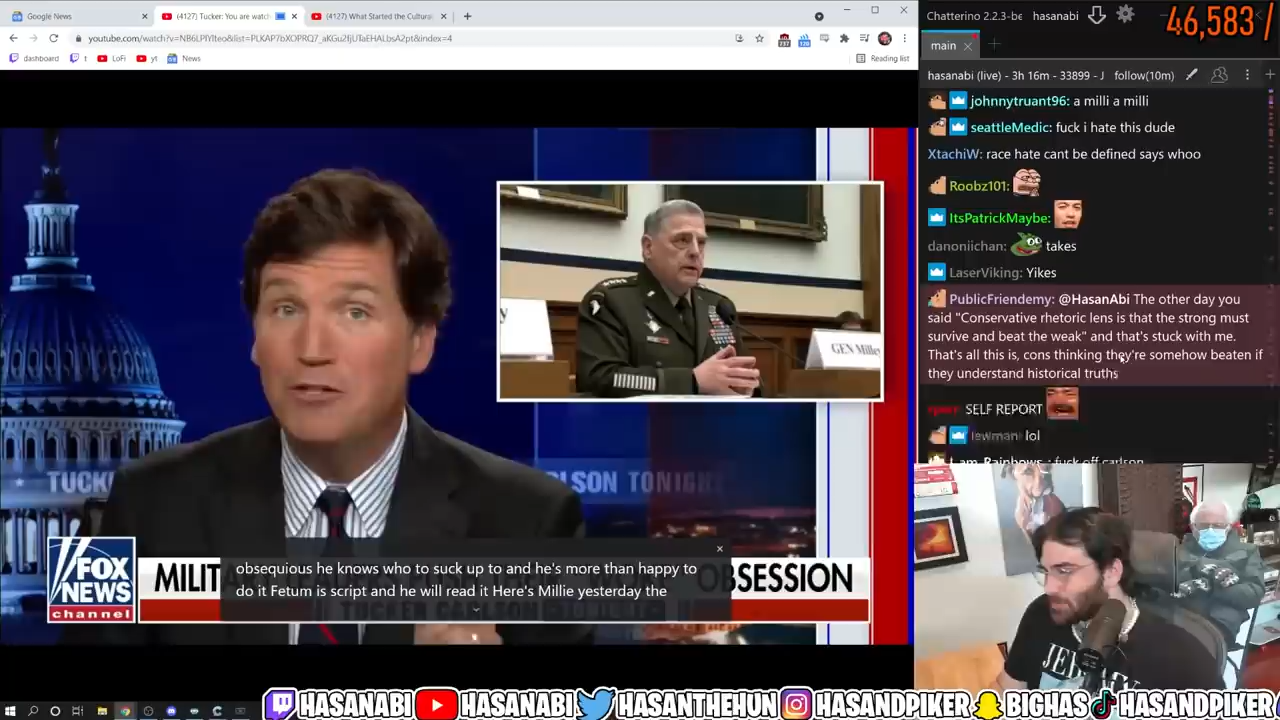 Google News
(4127) Tucker: You are watch
(4127) What Started the Cultura
youtube.com/watch?v=
&index=4
dashboard
t
LoFi
yt
News
Reading list
Chatterino 2.2.3-be
hasanabi
46,583 /
main
hasanabi (live) - 3h 16m - 33899 - J
follow(10m)
johnnytruant96: a milli a milli
seattleMedic: fuck i hate this dude
XtachiW: race hate cant be defined says whoo
Roobz101:
ItsPatrickMaybe:
danoniichan: takes
LaserViking: Yikes
PublicFriendemy: @HasanAbi The other day you
said "Conservative rhetoric lens is that the strong must
survive and beat the weak" and that's stuck with me.
That's all this is, cons thinking they're somehow beaten if
they understand historical truths
SELF REPORT
lol
fuck off carlson
GEN Milley
TUCK
LSON TONIGHT
FOX
NEWS
channel
MILIT
OBSESSION
obsequious he knows who to suck up to and he's more than happy to
do it Fetum is script and he will read it Here's Millie yesterday the
HASANABI
HASANABI
HASANTHEHUN
HASANDPIKER
BIGHAS
HASANDPIKER